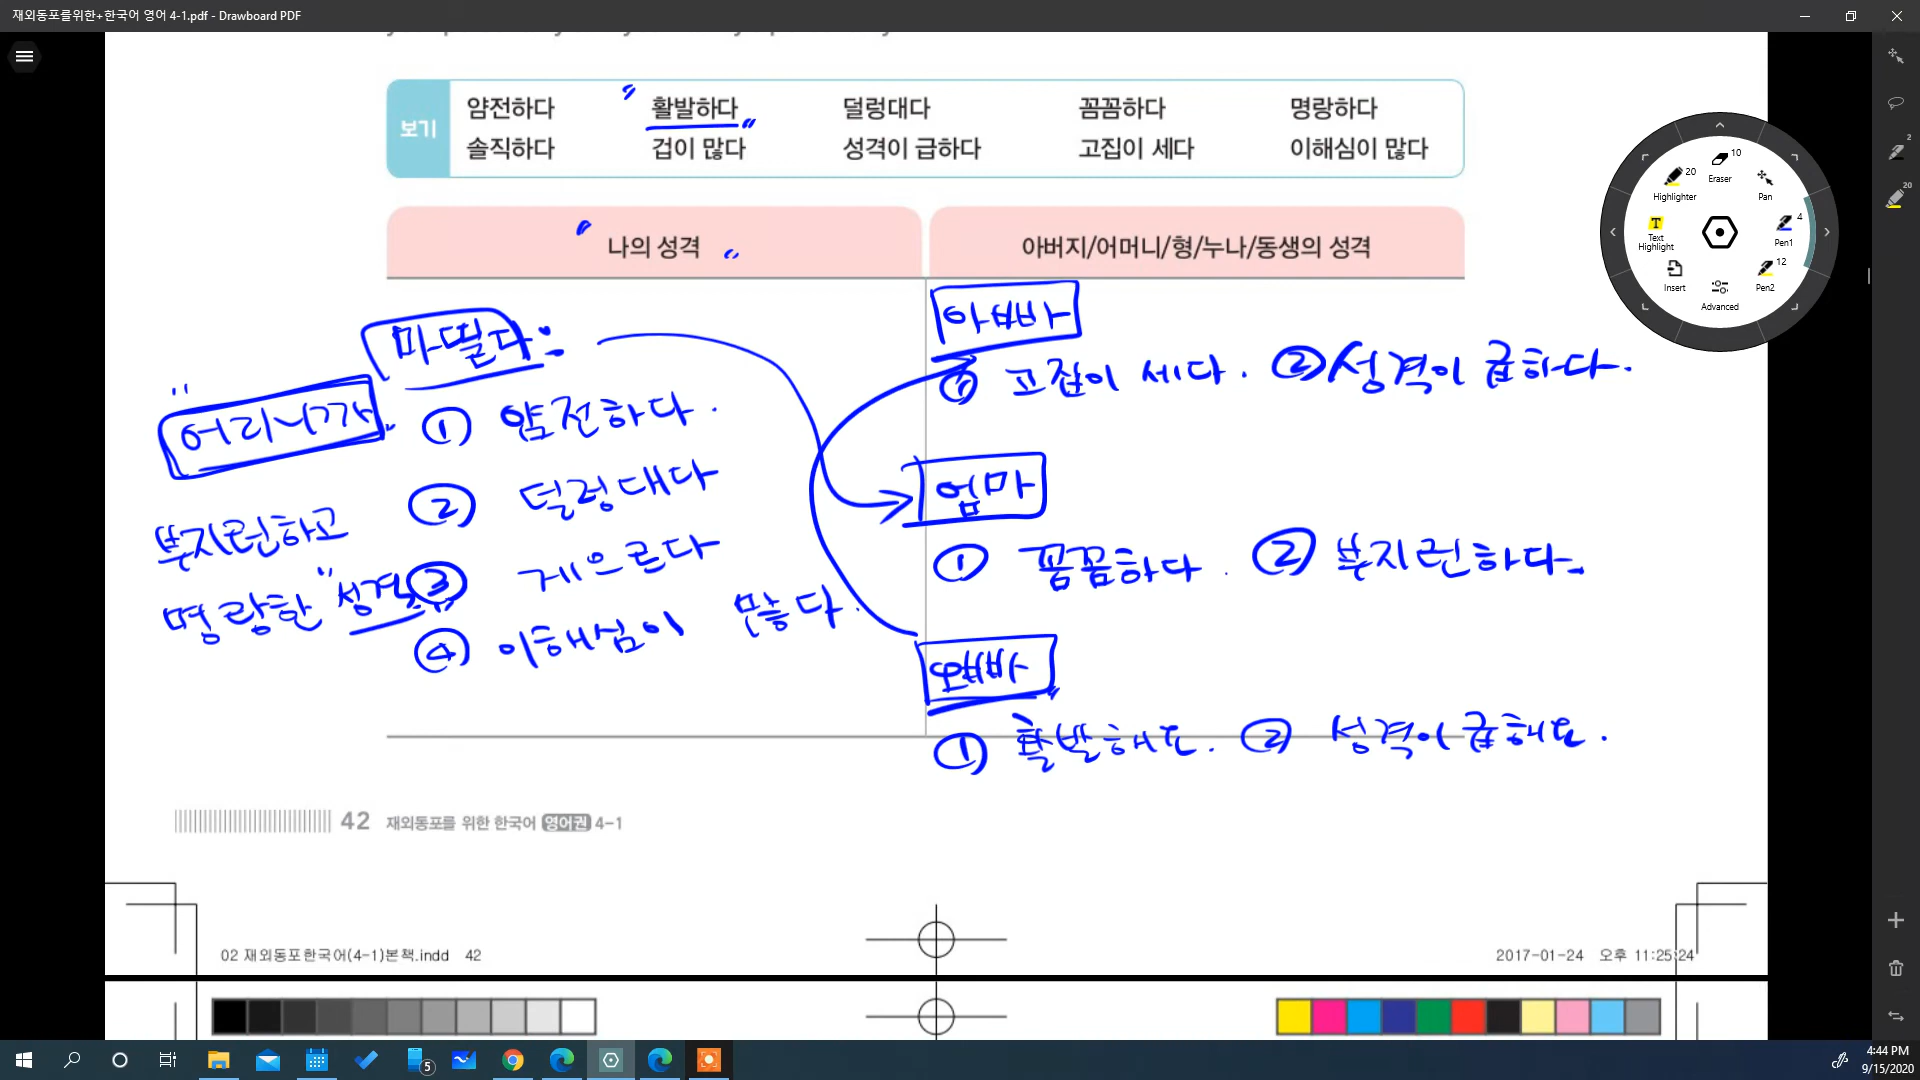 재외동포를위한+한국어 영어 4-1.pdf - Drawboard PDF
보기
얌전하다 활발하다 덜렁대다 꼼꼼하다 명랑하다
솔직하다 겁이 많다 성격이 급하다 고집이 세다 이해심이 많다
나의 성격
아버지/어머니/형/누나/동생의 성격
마띨다:
어리니까
① 얌전하다.
② 덜렁대다
③ 게으르다
④ 이해심이 많다.
부지런하고
명랑한 "성격"
아빠
① 고집이 세다. ② 성격이 급하다.
엄마
① 꼼꼼하다. ② 부지런하다.
오빠
① 활발해요. ② 성격이 급해요.
42 재외동포를 위한 한국어 영어권 4-1
02 재외동포한국어(4-1)본책.indd 42
2017-01-24 오후 11:25:24
10
Eraser
20
Highlighter
Pan
Text Highlight
4
Pen1
Insert
12
Pen2
Advanced
2
20
5
4:44 PM
9/15/2020